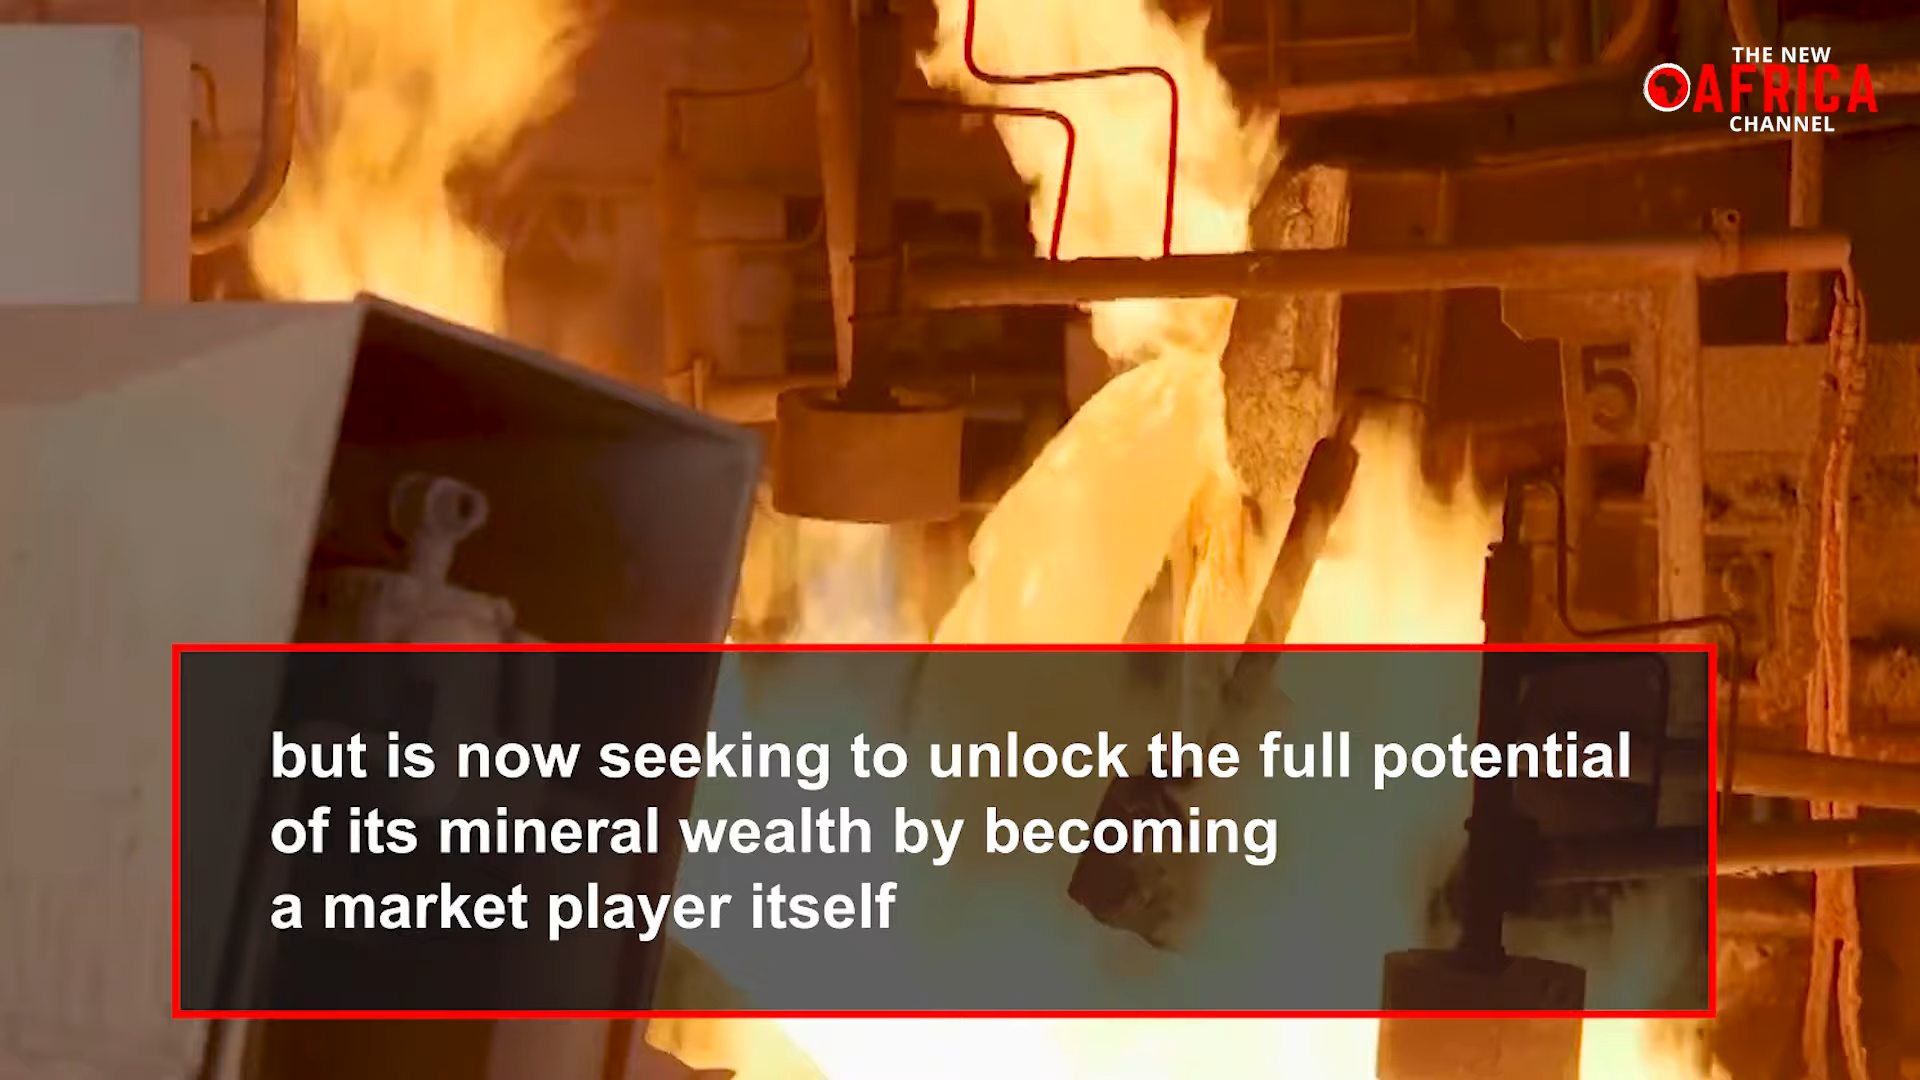 THE NEW
AFRICA
CHANNEL
5
but is now seeking to unlock the full potential
of its mineral wealth by becoming
a market player itself